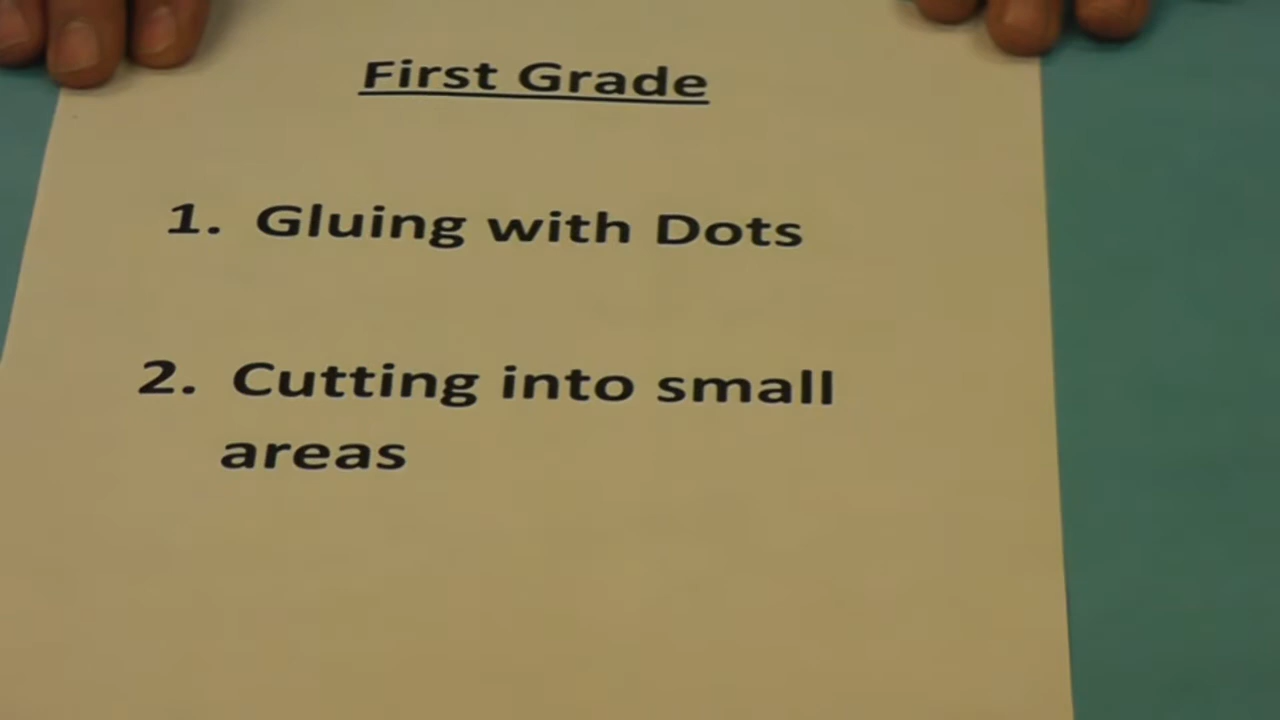 First Grade
1. Gluing with Dots
2. Cutting into small
areas